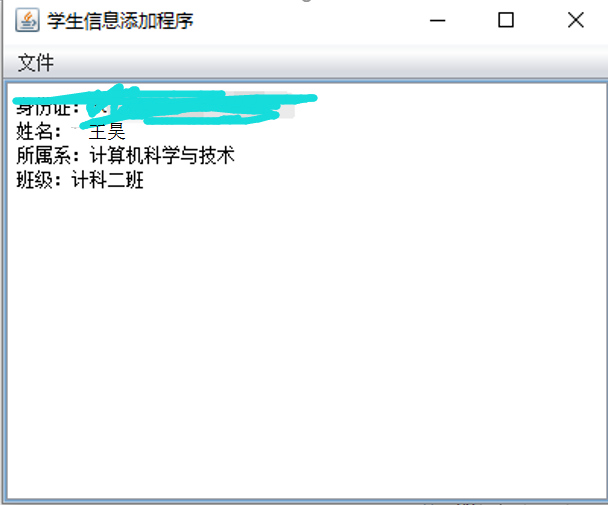 学生信息添加程序
文件
身份证：
姓名： 王昊
所属系：计算机科学与技术
班级：计科二班